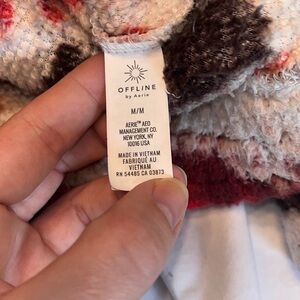 OFFLINE
by Aerie
M/M
AERIE™ AEO
MANAGEMENT CO.
NEW YORK, NY
10016 USA
MADE IN VIETNAM
FABRIQUÉ AU
VIETNAM
RN 54485 CA 03873